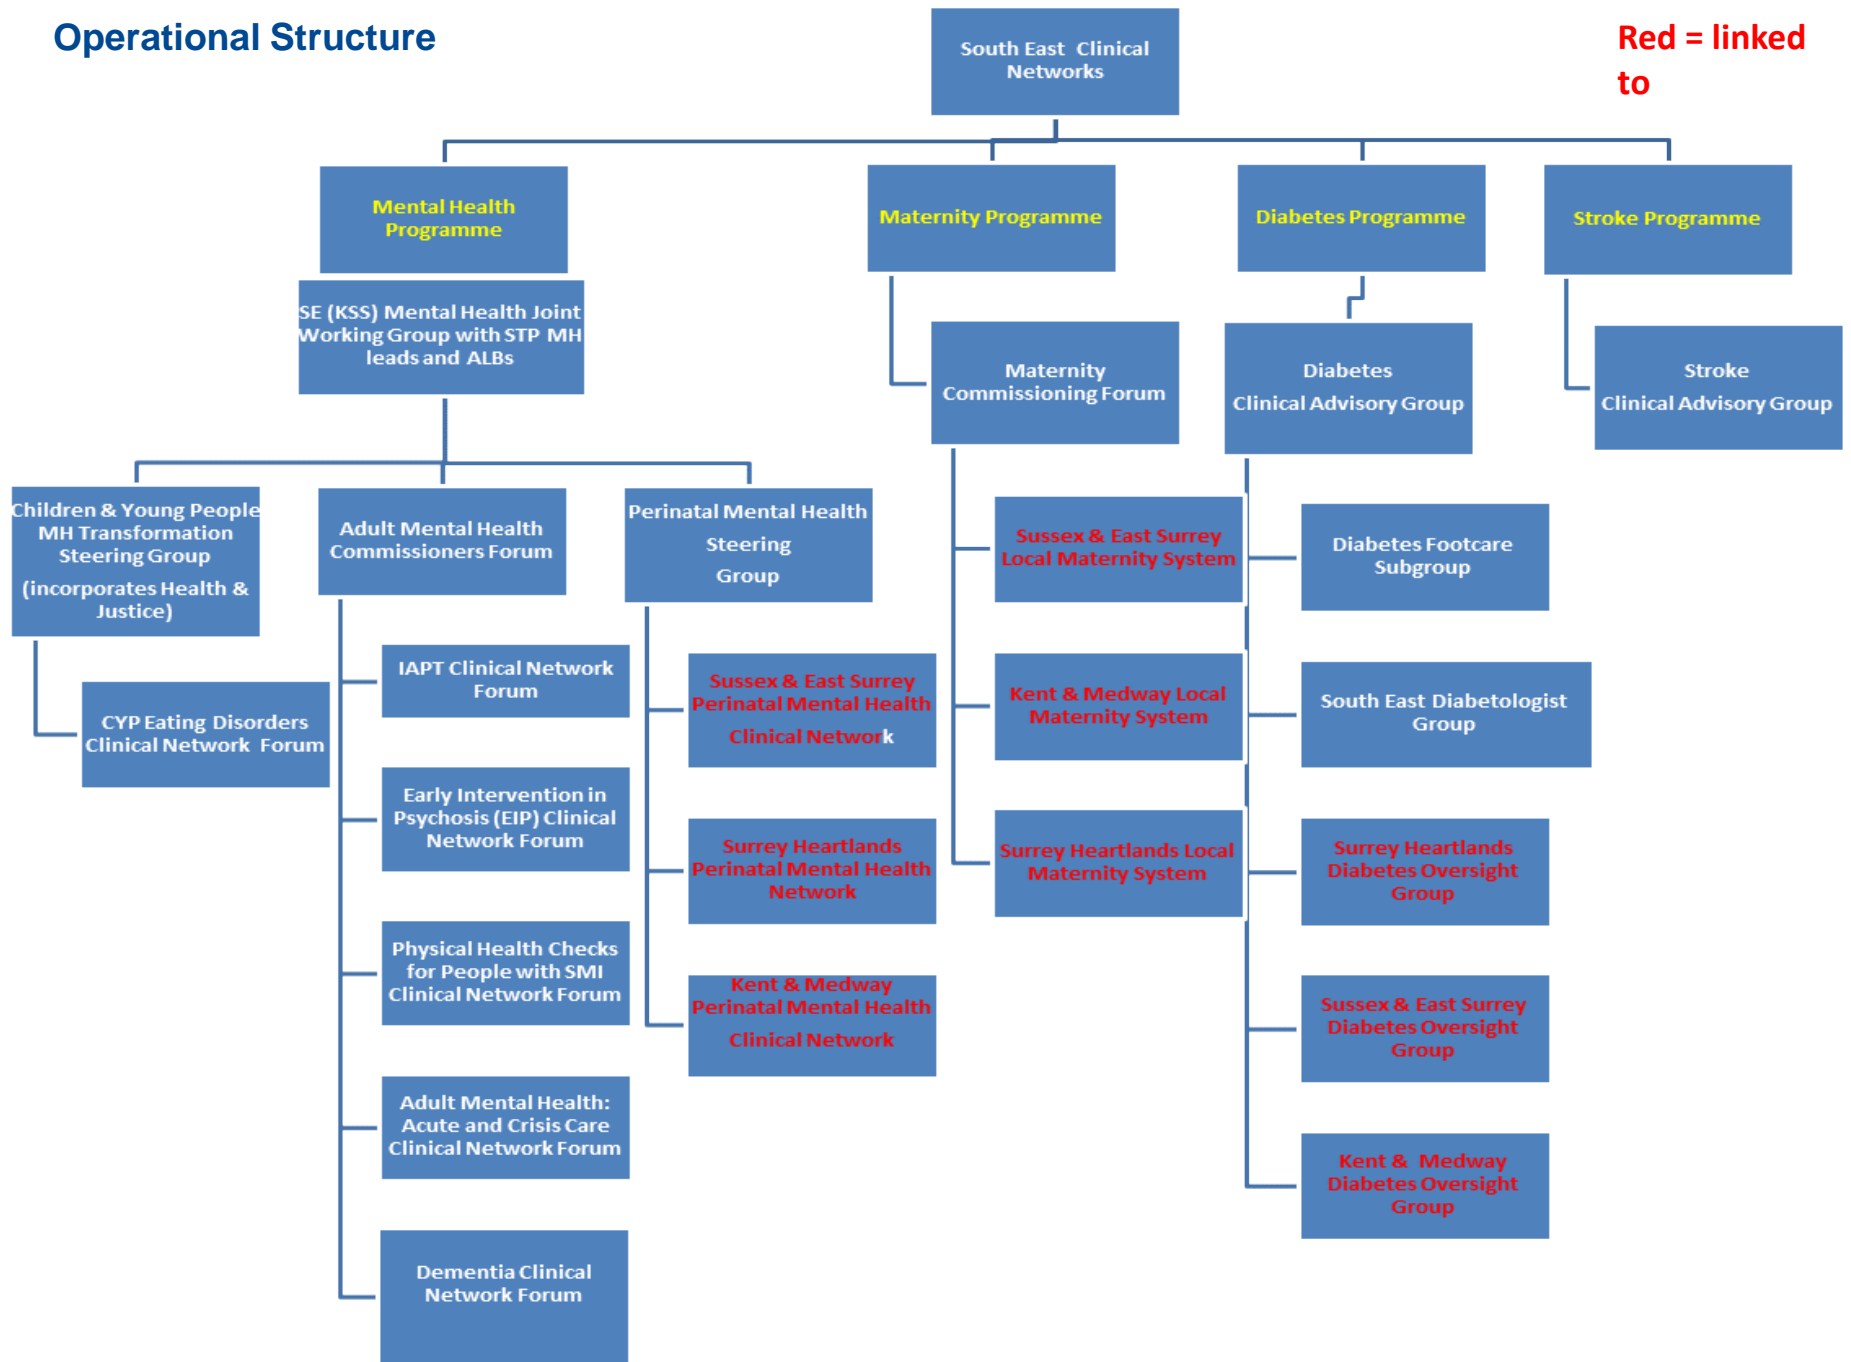 Operational Structure
Red = linked
to
South East Clinical
Networks
Mental Health
Programme
Maternity Programme
Diabetes Programme
Stroke Programme
SE (KSS) Mental Health Joint
Working Group with STP MH
leads and ALBs
Maternity
Commissioning Forum
Diabetes
Clinical Advisory Group
Stroke
Clinical Advisory Group
Children & Young People
MH Transformation
Steering Group
(incorporates Health &
Justice)
CYP Eating Disorders
Clinical Network Forum
Adult Mental Health
Commissioners Forum
IAPT Clinical Network
Forum
Early Intervention in
Psychosis (EIP) Clinical
Network Forum
Physical Health Checks
for People with SMI
Clinical Network Forum
Adult Mental Health:
Acute and Crisis Care
Clinical Network Forum
Dementia Clinical
Network Forum
Perinatal Mental Health
Steering
Group
Sussex & East Surrey
Perinatal Mental Health
Clinical Network
Surrey Heartlands
Perinatal Mental Health
Network
Kent & Medway
Perinatal Mental Health
Clinical Network
Sussex & East Surrey
Local Maternity System
Kent & Medway Local
Maternity System
Surrey Heartlands Local
Maternity System
Diabetes Footcare
Subgroup
South East Diabetologist
Group
Surrey Heartlands
Diabetes Oversight
Group
Sussex & East Surrey
Diabetes Oversight
Group
Kent & Medway
Diabetes Oversight
Group